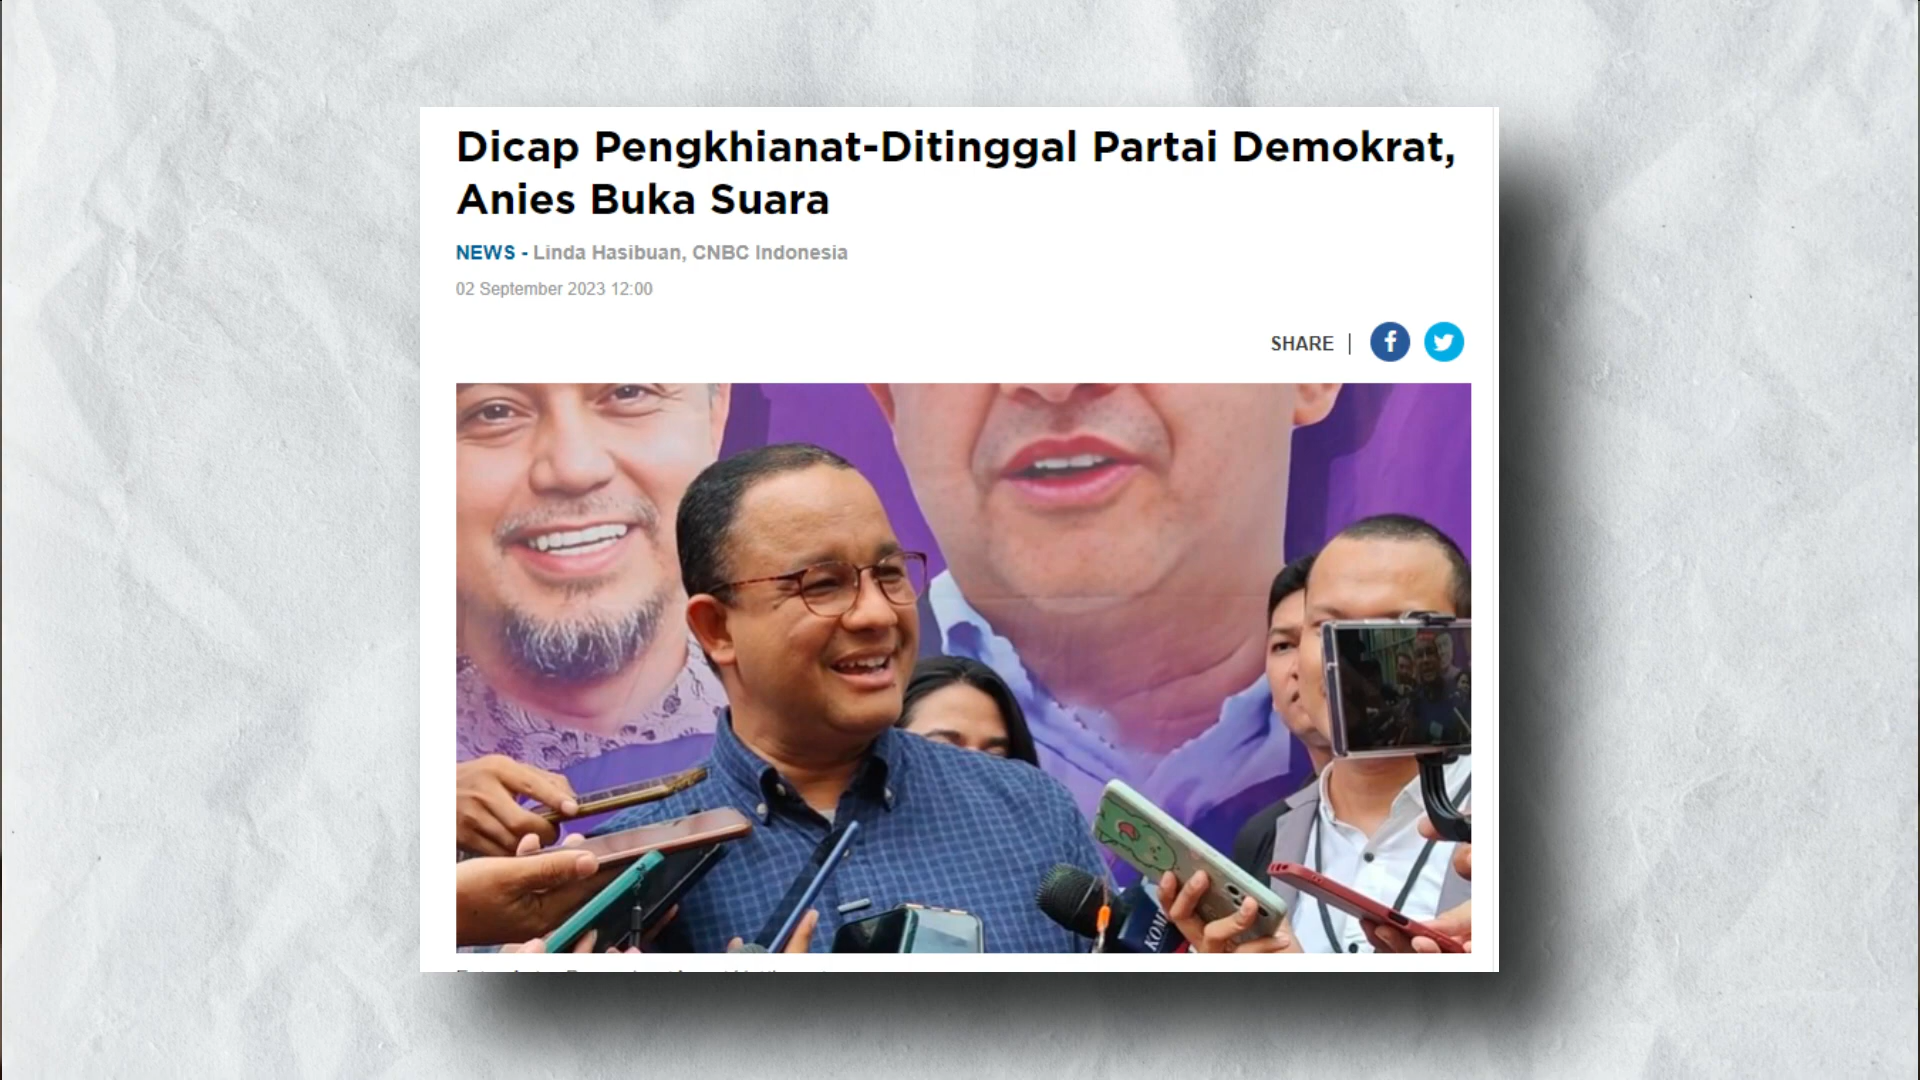 Dicap Pengkhianat-Ditinggal Partai Demokrat,
Anies Buka Suara
NEWS - Linda Hasibuan, CNBC Indonesia
02 September 2023 12:00
SHARE |